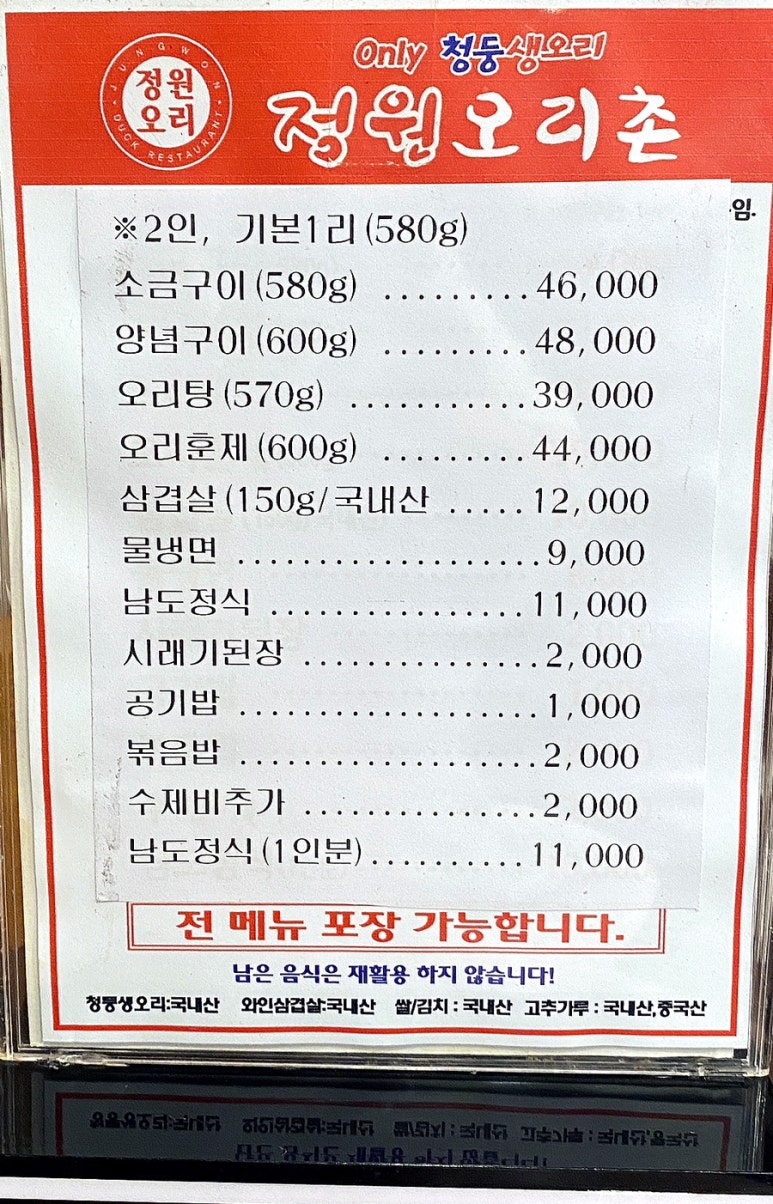 정원
오리
JUNGWON
DUCK RESTAURANT
Only 청둥생오리
정원오리촌
임.
※2인, 기본1리(580g)
소금구이(580g) .........46,000
양념구이(600g) .........48,000
오리탕(570g) ...........39,000
오리훈제(600g) .........44,000
삼겹살(150g/국내산 .....12,000
물냉면 ...................9,000
남도정식 ................11,000
시래기된장 ...............2,000
공기밥 ...................1,000
볶음밥 ...................2,000
수제비추가 ...............2,000
남도정식(1인분)..........11,000
전 메뉴 포장 가능합니다.
남은 음식은 재활용 하지 않습니다!
청둥생오리:국내산 와인삼겹살:국내산 쌀/김치 : 국내산 고추가루 : 국내산,중국산